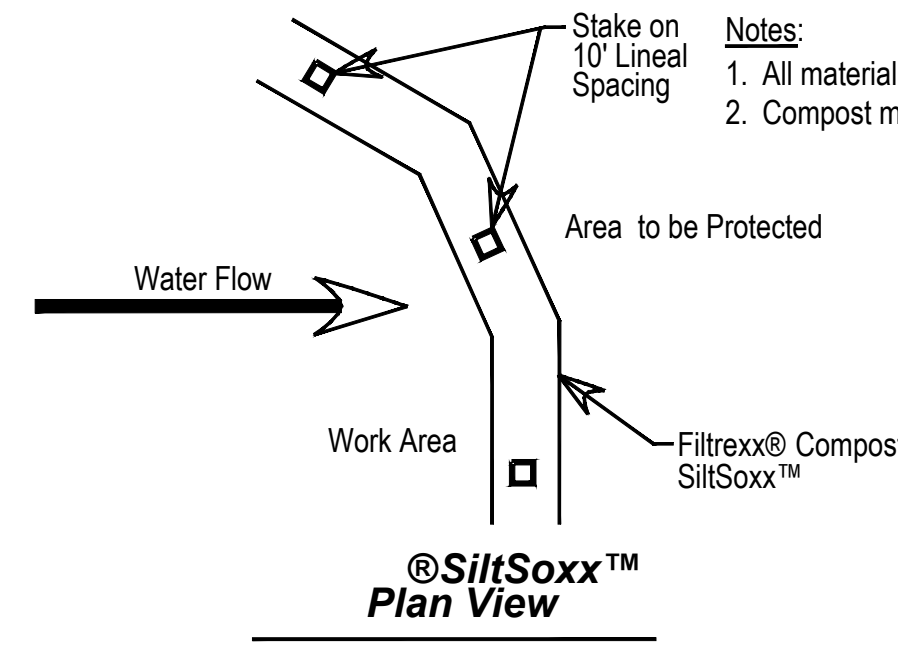 Stake on
10' Lineal
Spacing
Notes:
1. All material
2. Compost m
Area to be Protected
Water Flow
Work Area
Filtrexx® Compost
SiltSoxx™
®SiltSoxx™
Plan View